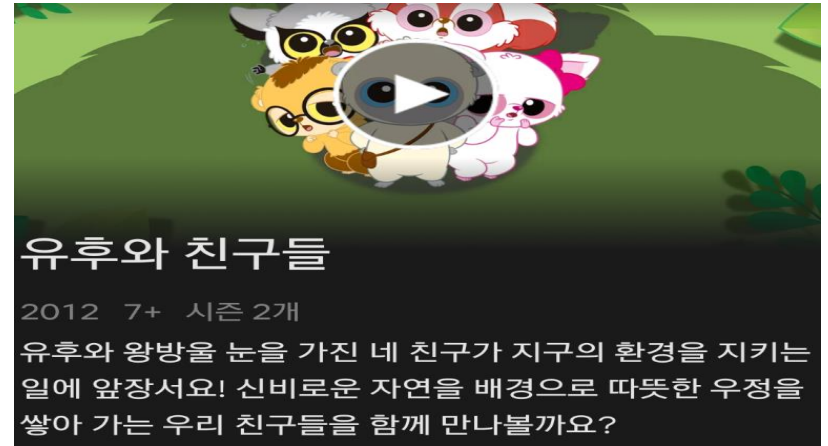 유후와 친구들
2012 7+ 시즌 2개
유후와 왕방울 눈을 가진 네 친구가 지구의 환경을 지키는
일에 앞장서요! 신비로운 자연을 배경으로 따뜻한 우정을
쌓아 가는 우리 친구들을 함께 만나볼까요?